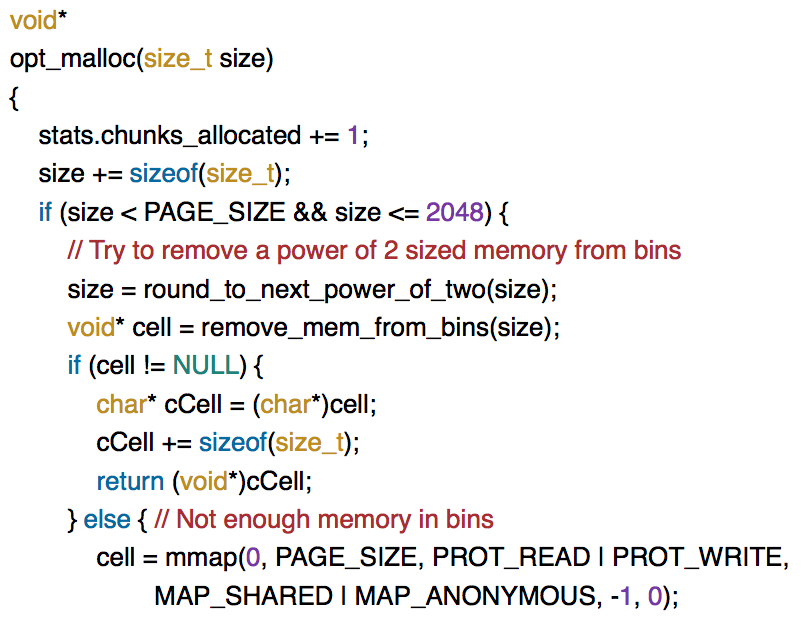 void*
opt_malloc(size_t size)
{
stats.chunks_allocated += 1;
size += sizeof(size_t);
if (size < PAGE_SIZE && size <= 2048) {
// Try to remove a power of 2 sized memory from bins
size = round_to_next_power_of_two(size);
void* cell = remove_mem_from_bins(size);
if (cell != NULL) {
char* cCell = (char*)cell;
cCell += sizeof(size_t);
return (void*)cCell;
} else { // Not enough memory in bins
cell = mmap(0, PAGE_SIZE, PROT_READ | PROT_WRITE,
MAP_SHARED | MAP_ANONYMOUS, -1, 0);